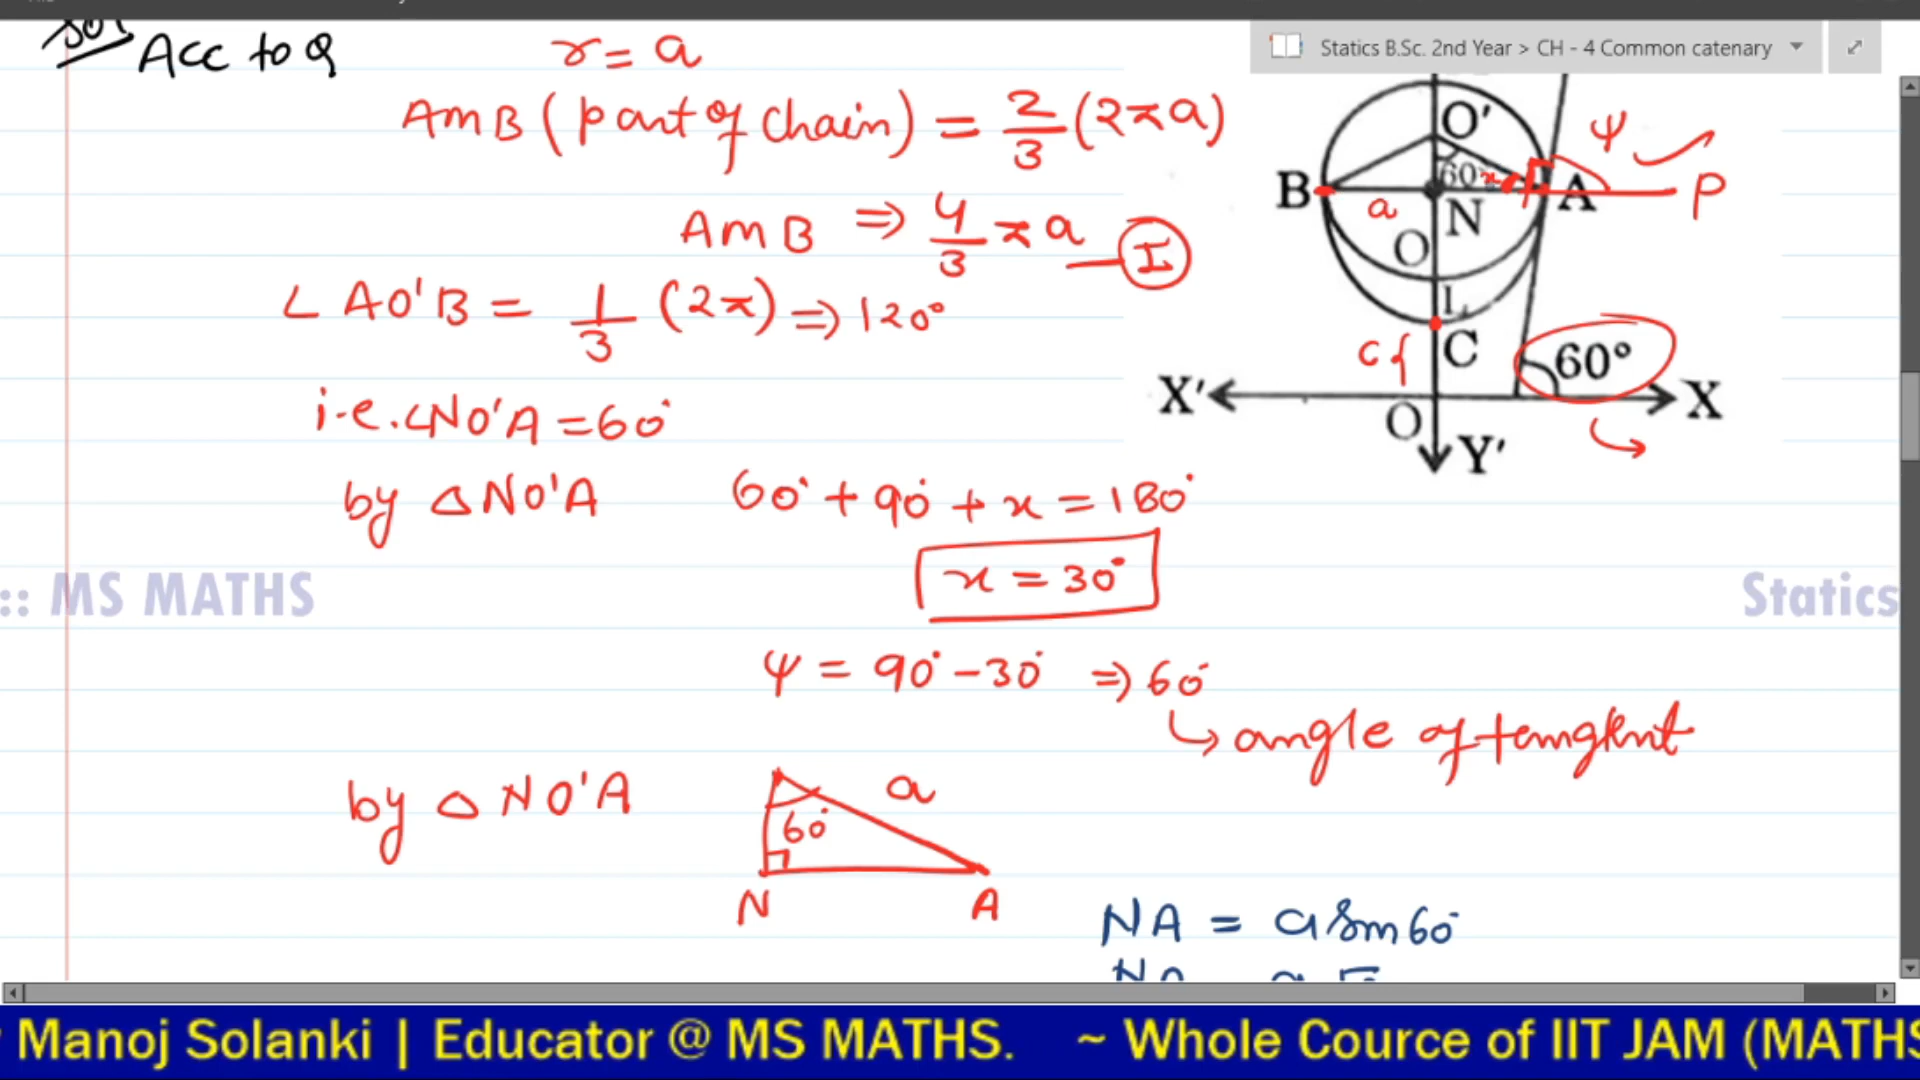 Sol Acc to Q
r = a
AmB (part of chain) = 2/3 (2πa)
AmB ⇒ 4/3 πa — I
∠AO'B = 1/3 (2π) ⇒ 120°
i.e. ∠NO'A = 60°
by △NO'A 60° + 90° + x = 180°
x = 30°
:: MS MATHS
Statics
ψ = 90° - 30° ⇒ 60°
↳ angle of tangent
by △NO'A
a
60°
N A
NA = a sin 60°
Statics B.Sc. 2nd Year > CH - 4 Common catenary
O'
ψ
B
60
x
A
P
a
N
O
L
c
C
60°
X'
X
O
Y'
Manoj Solanki | Educator @ MS MATHS. ~ Whole Cource of IIT JAM (MATHS